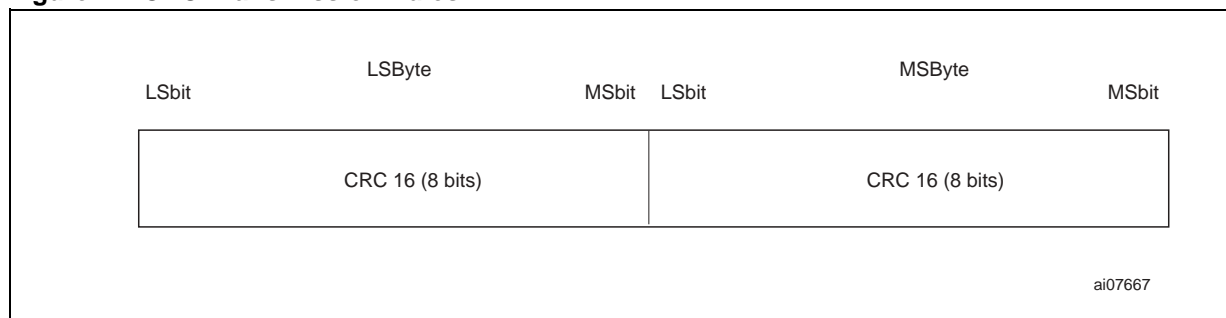 LSByte MSByte
LSbit MSbit LSbit MSbit
CRC 16 (8 bits) CRC 16 (8 bits)
ai07667